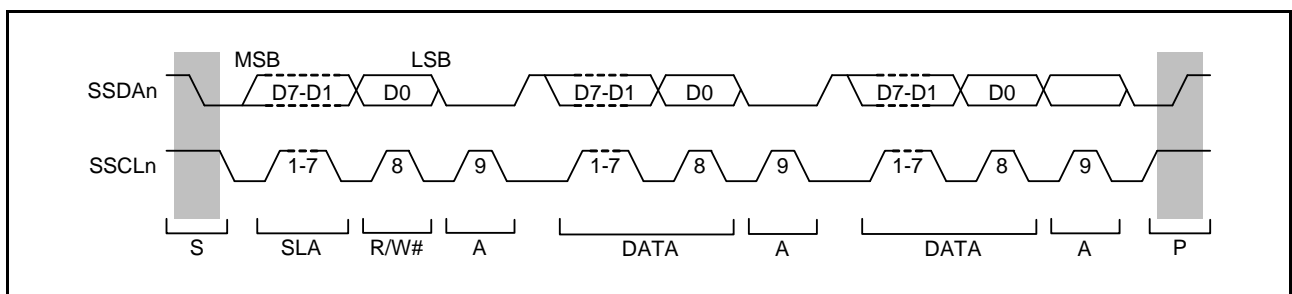 MSB LSB
SSDAn D7-D1 D0 D7-D1 D0 D7-D1 D0
SSCLn 1-7 8 9 1-7 8 9 1-7 8 9
S SLA R/W# A DATA A DATA A P